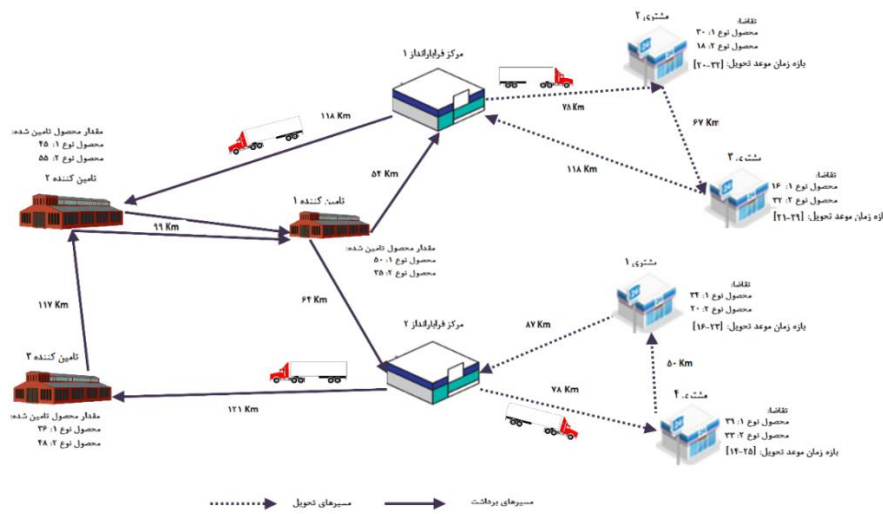 مشتری ۲
تقاضا:
محصول نوع ۱: ۳۰
محصول نوع ۲: ۱۸
بازه زمان موعد تحویل: [۳۲-۲۰]
مرکز فراباراندار ۱
۷۵ Km
۱۱۸ Km
۶۷ Km
مقدار محصول تامین شده:
محصول نوع ۱: ۴۵
محصول نوع ۲: ۵۵
تامین کننده ۲
۵۴ Km
۱۱۸ Km
مشتری ۳
تقاضا:
محصول نوع ۱: ۱۶
محصول نوع ۲: ۳۲
بازه زمان موعد تحویل: [۲۹-۲۱]
تامین کننده ۱
۹۹ Km
مقدار محصول تامین شده:
محصول نوع ۱: ۵۰
محصول نوع ۲: ۳۵
مشتری ۱
تقاضا:
محصول نوع ۱: ۳۴
محصول نوع ۲: ۲۰
بازه زمان موعد تحویل: [۲۳-۱۶]
۱۱۷ Km
۶۴ Km
۸۷ Km
مرکز فراباراندار ۲
۵۰ Km
تامین کننده ۳
۱۲۱ Km
۷۸ Km
مشتری ۴
تقاضا:
محصول نوع ۱: ۳۹
محصول نوع ۲: ۳۳
بازه زمان موعد تحویل: [۲۵-۱۴]
مقدار محصول تامین شده:
محصول نوع ۱: ۳۶
محصول نوع ۲: ۴۸
مسیرهای برداشت
مسیرهای تحویل